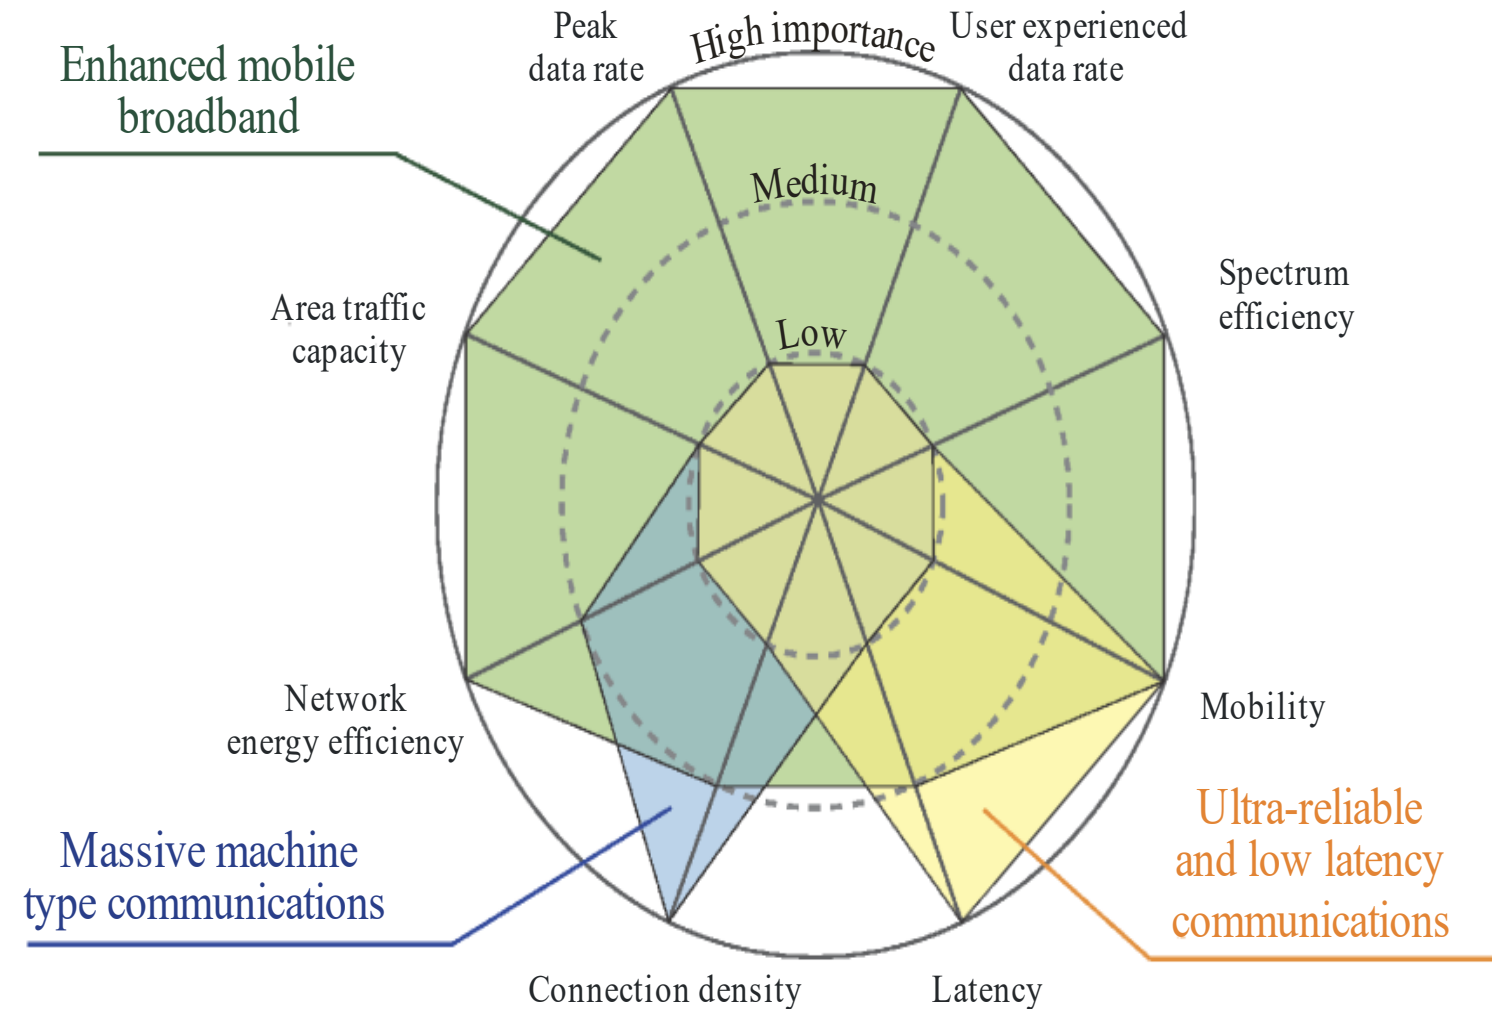 Peak
data rate
High importance
User experienced
data rate
Enhanced mobile
broadband
Medium
Spectrum
efficiency
Area traffic
capacity
Low
Network
energy efficiency
Mobility
Massive machine
type communications
Ultra-reliable
and low latency
communications
Connection density
Latency